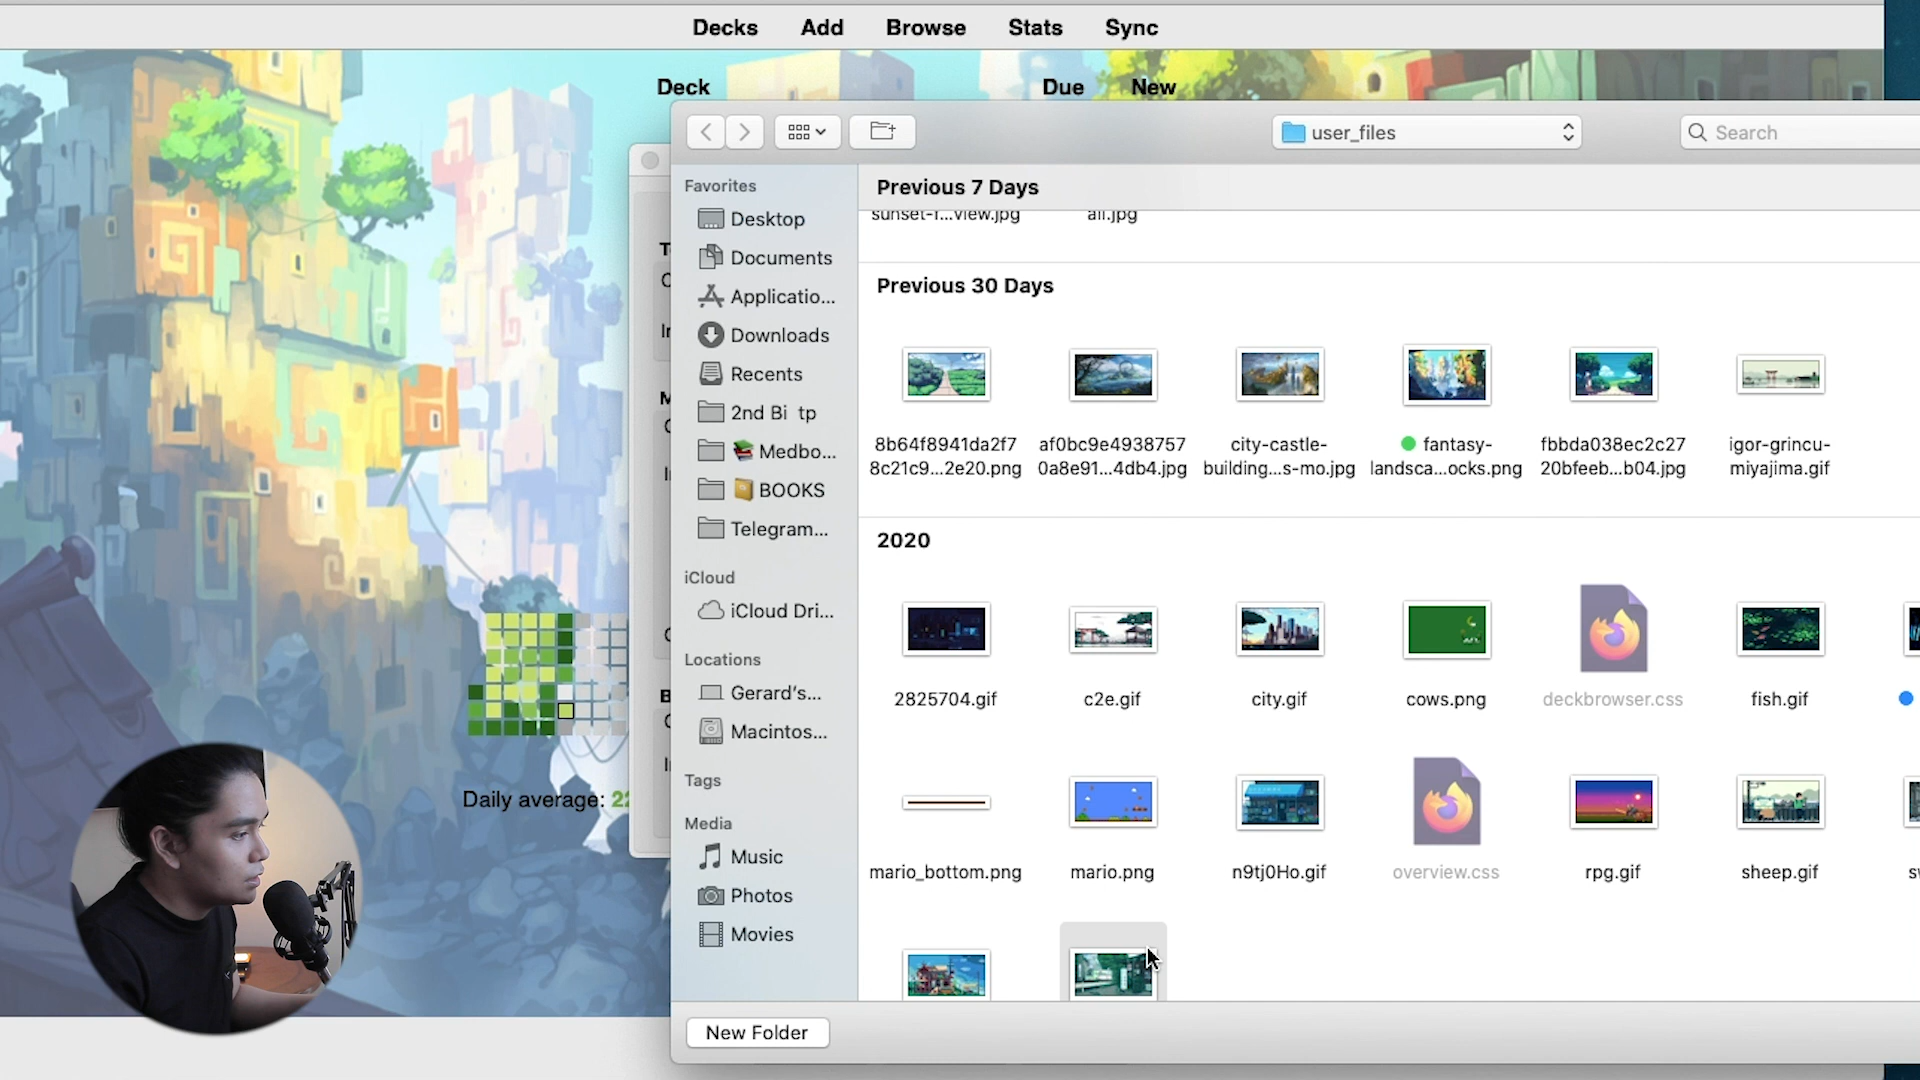 Decks Add Browse Stats Sync
Deck Due New
user_files
Search
Favorites
Desktop
Documents
Applicatio...
Downloads
Recents
2nd Bi tp
Medbo...
BOOKS
Telegram...
iCloud
iCloud Dri...
Locations
Gerard's...
Macintos...
Tags
Media
Music
Photos
Movies
Previous 7 Days
sunset-r...view.jpg
all.jpg
Previous 30 Days
8b64f8941da2f7
8c21c9...2e20.png
af0bc9e4938757
0a8e91...4db4.jpg
city-castle-
building...s-mo.jpg
fantasy-
landsca...ocks.png
fbbda038ec2c27
20bfeeb...b04.jpg
igor-grincu-
miyajima.gif
2020
2825704.gif
c2e.gif
city.gif
cows.png
deckbrowser.css
fish.gif
mario_bottom.png
mario.png
n9tj0Ho.gif
overview.css
rpg.gif
sheep.gif
Daily average: 22
New Folder